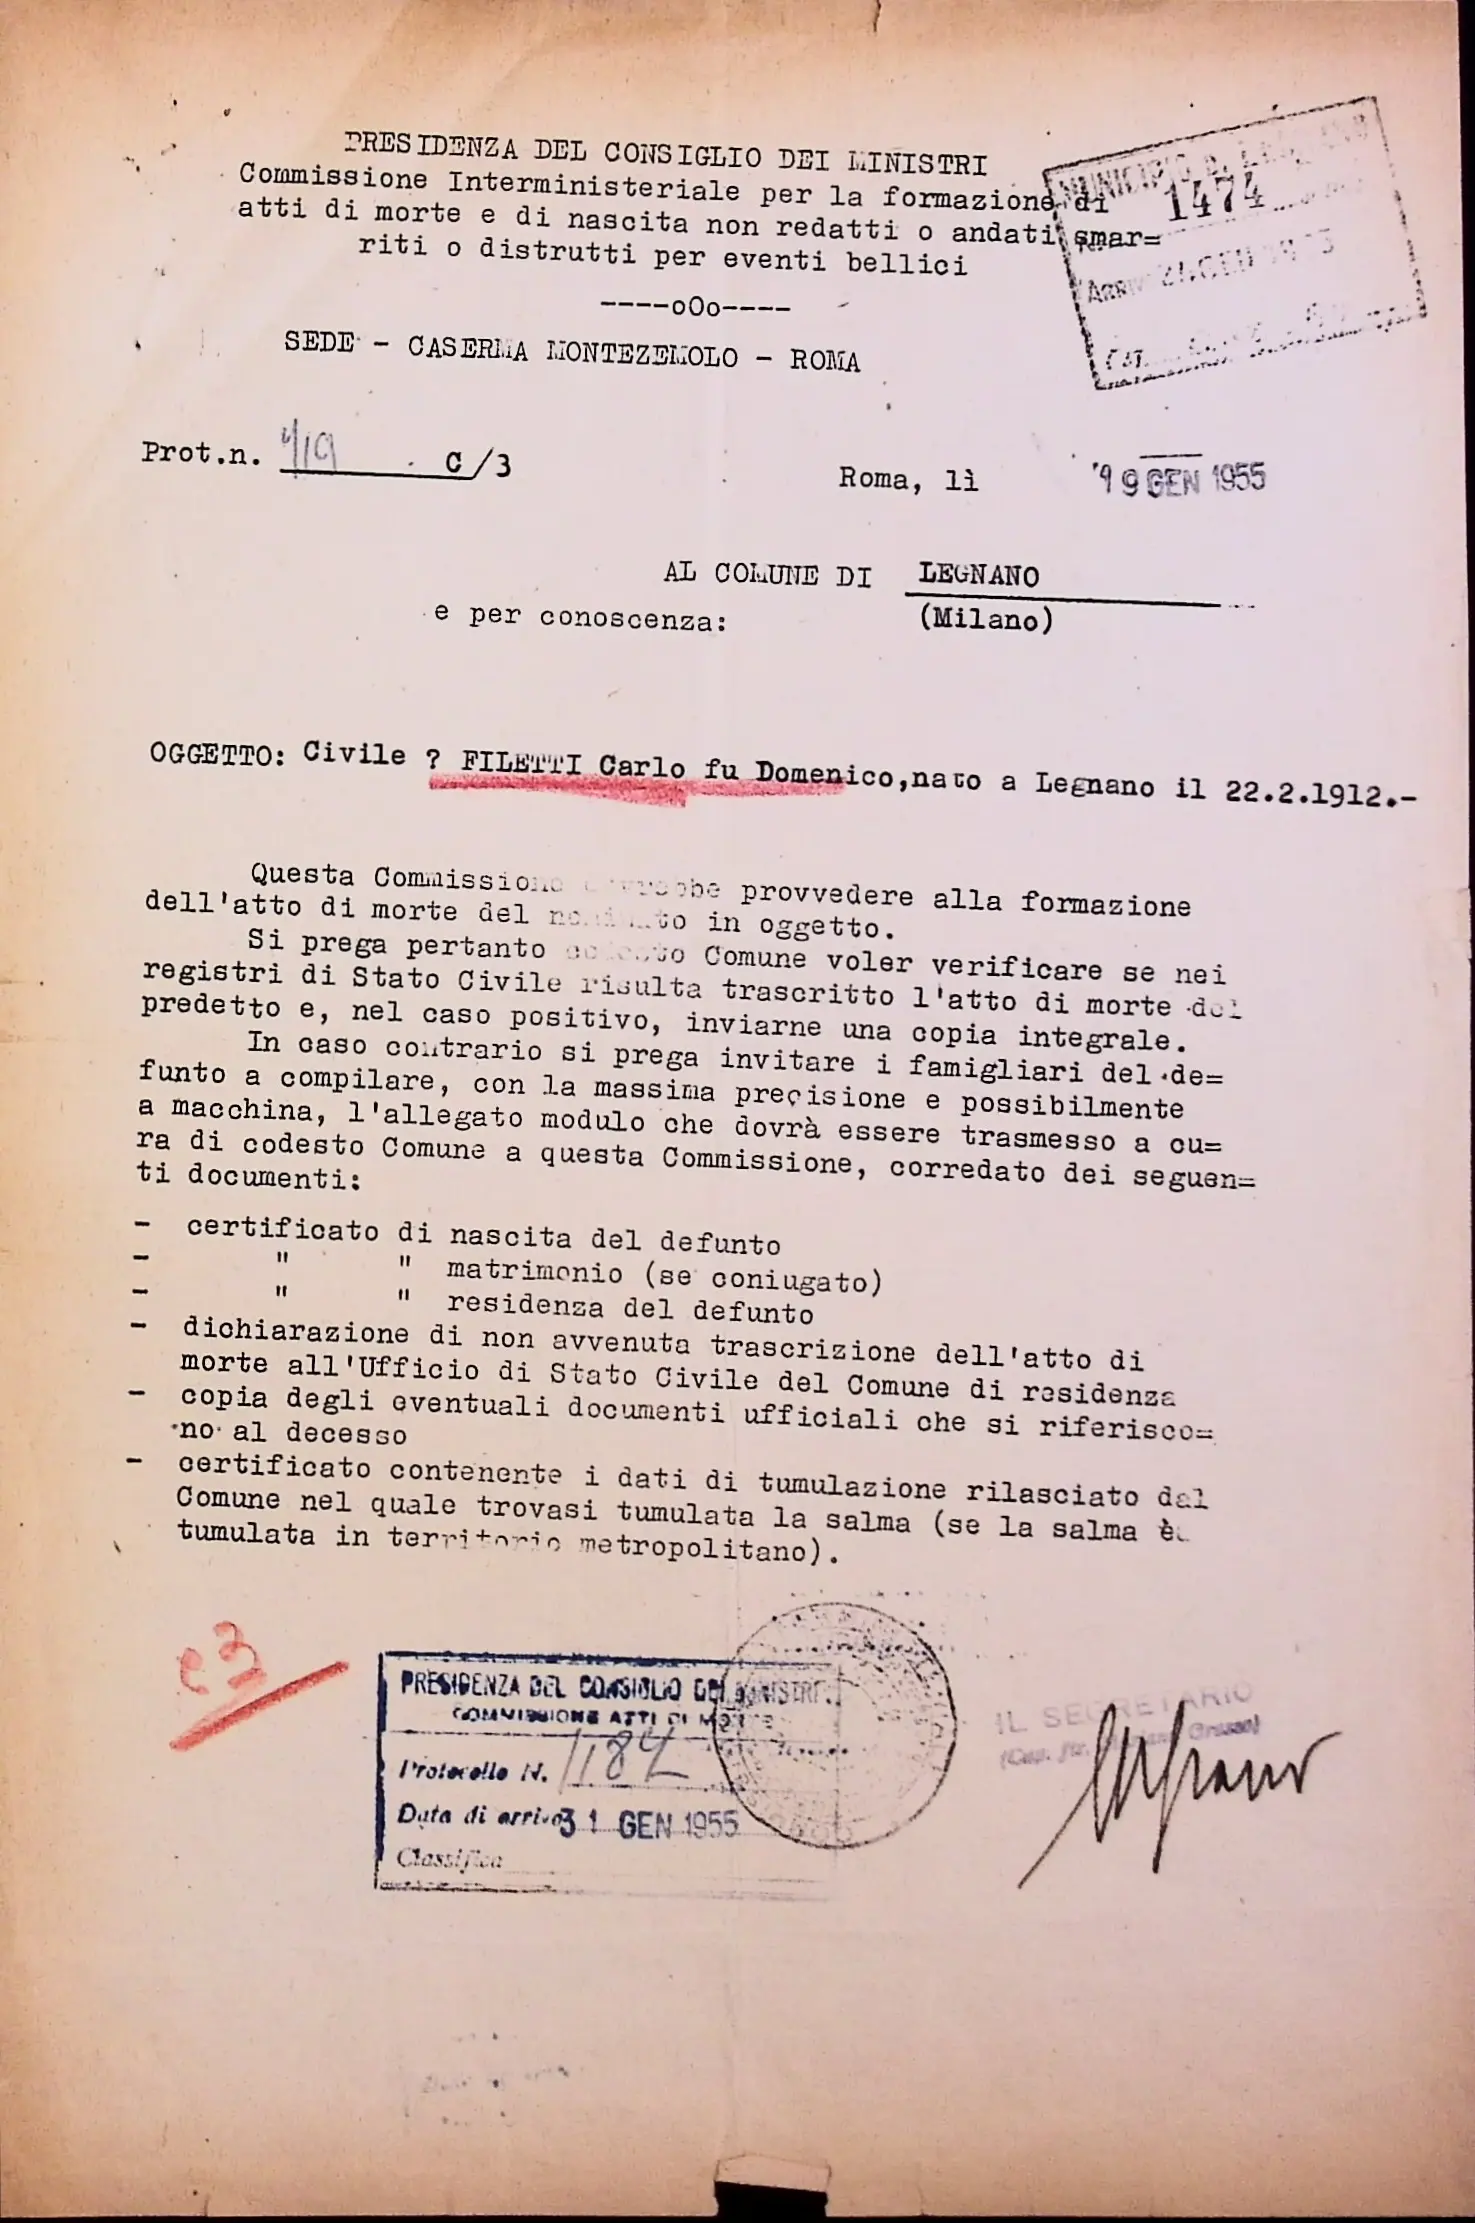 PRESIDENZA DEL CONSIGLIO DEI MINISTRI
Commissione Interministeriale per la formazione di
atti di morte e di nascita non redatti o andati smar=
riti o distrutti per eventi bellici
----oOo----
SEDE - CASERMA MONTEZEMOLO - ROMA
MUNICIPIO
1474
Prot.n. 719 C/3
Roma, lì 19 GEN 1955
AL COMUNE DI LEGNANO
e per conoscenza: (Milano)
OGGETTO: Civile ? FILETTI Carlo fu Domenico,nato a Legnano il 22.2.1912.-
Questa Commissione dovrebbe provvedere alla formazione
dell'atto di morte del nominato in oggetto.
Si prega pertanto codesto Comune voler verificare se nei
registri di Stato Civile risulta trascritto l'atto di morte del
predetto e, nel caso positivo, inviarne una copia integrale.
In caso contrario si prega invitare i famigliari del de=
funto a compilare, con la massima precisione e possibilmente
a macchina, l'allegato modulo che dovrà essere trasmesso a cu=
ra di codesto Comune a questa Commissione, corredato dei seguen=
ti documenti:
- certificato di nascita del defunto
- " " matrimonio (se coniugato)
- " " residenza del defunto
- dichiarazione di non avvenuta trascrizione dell'atto di
morte all'Ufficio di Stato Civile del Comune di residenza
- copia degli eventuali documenti ufficiali che si riferisco=
no al decesso
- certificato contenente i dati di tumulazione rilasciato dal
Comune nel quale trovasi tumulata la salma (se la salma è
tumulata in territorio metropolitano).
e3
PRESIDENZA DEL CONSIGLIO DEI MINISTRI
COMMISSIONE ATTI DI MORTE
Protocollo N. 1182
Data di arrivo 31 GEN 1955
Classifica
IL SEGRETARIO